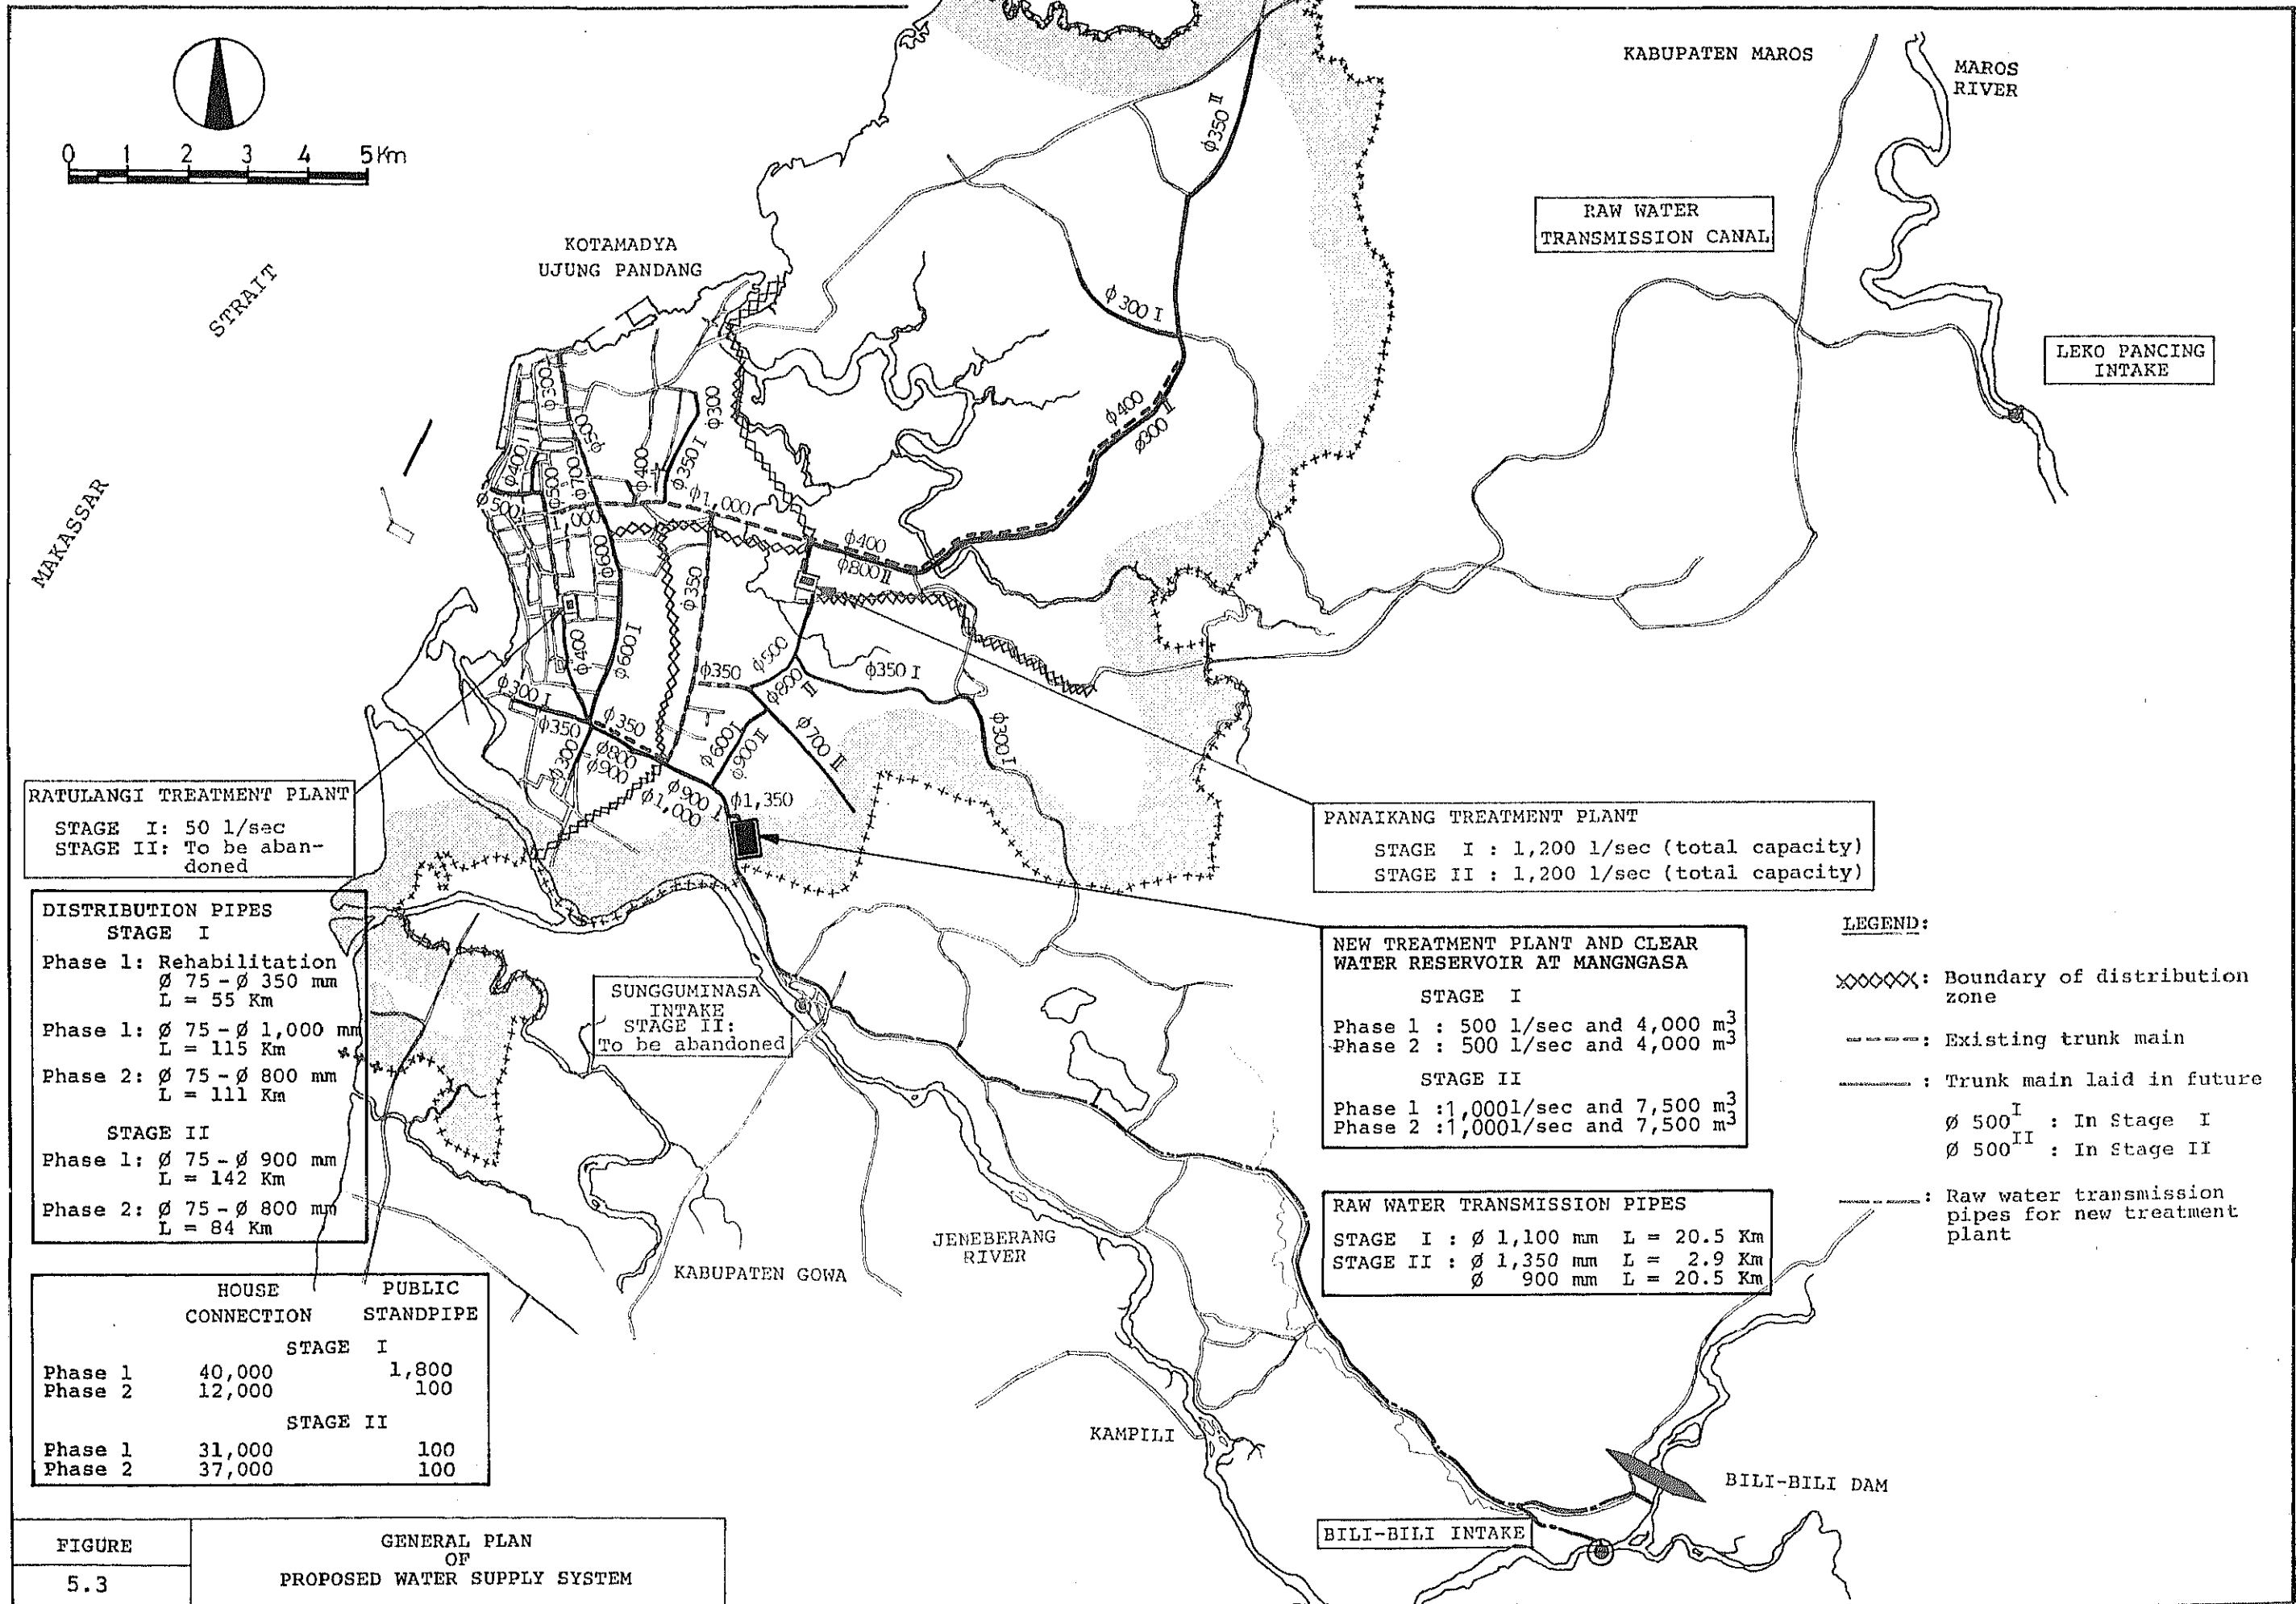 KABUPATEN MAROS
MAROS
RIVER
0 1 2 3 4 5Km
RAW WATER
TRANSMISSION CANAL
KOTAMADYA
UJUNG PANDANG
STRAIT
MAKASSAR
LEKO PANCING
INTAKE
φ350 II
φ 300 I
φ400
φ300 II
φ300
φ500
φ300
φ400 I
φ500
φ700
φ400
φ350 I
φ1,000
φ500
1,000
φ600
φ400
φ800 II
φ350
φ400
φ600 I
φ350
φ500
φ800 II
φ350 I
φ300 I
φ350
φ350
φ300
φ800
φ900
φ600 I
φ900 II
φ700 II
φ300 I
φ900 I
φ1,000
φ1,350
RATULANGI TREATMENT PLANT
STAGE I: 50 l/sec
STAGE II: To be aban-
doned
PANAIKANG TREATMENT PLANT
STAGE I : 1,200 l/sec (total capacity)
STAGE II : 1,200 l/sec (total capacity)
DISTRIBUTION PIPES
STAGE I
Phase 1: Rehabilitation
Ø 75 - Ø 350 mm
L = 55 Km
Phase 1: Ø 75 - Ø 1,000 mm
L = 115 Km
Phase 2: Ø 75 - Ø 800 mm
L = 111 Km
STAGE II
Phase 1: Ø 75 - Ø 900 mm
L = 142 Km
Phase 2: Ø 75 - Ø 800 mm
L = 84 Km
SUNGGUMINASA
INTAKE
STAGE II:
To be abandoned
NEW TREATMENT PLANT AND CLEAR
WATER RESERVOIR AT MANGNGASA
STAGE I
Phase 1 : 500 l/sec and 4,000 m³
Phase 2 : 500 l/sec and 4,000 m³
STAGE II
Phase 1 :1,000l/sec and 7,500 m³
Phase 2 :1,000l/sec and 7,500 m³
LEGEND:
: Boundary of distribution
zone
: Existing trunk main
: Trunk main laid in future
Ø 500 I : In Stage I
Ø 500 II : In Stage II
: Raw water transmission
pipes for new treatment
plant
RAW WATER TRANSMISSION PIPES
STAGE I : Ø 1,100 mm L = 20.5 Km
STAGE II : Ø 1,350 mm L = 2.9 Km
Ø 900 mm L = 20.5 Km
JENEBERANG
RIVER
KABUPATEN GOWA
HOUSE PUBLIC
CONNECTION STANDPIPE
STAGE I
Phase 1 40,000 1,800
Phase 2 12,000 100
STAGE II
Phase 1 31,000 100
Phase 2 37,000 100
KAMPILI
BILI-BILI DAM
BILI-BILI INTAKE
FIGURE
5.3
GENERAL PLAN
OF
PROPOSED WATER SUPPLY SYSTEM